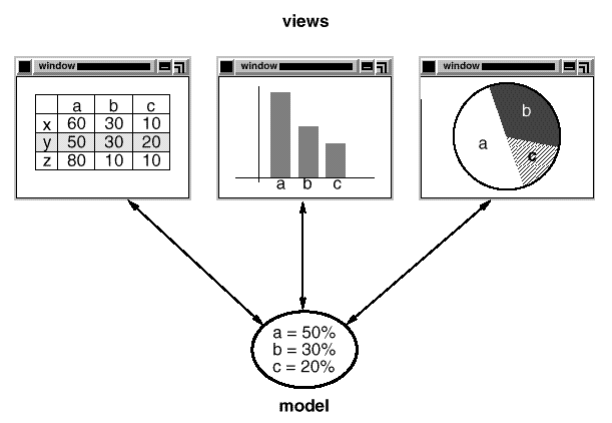 views
window
a b c
x 60 30 10
y 50 30 20
z 80 10 10
window
a b c
window
a
b
c
a = 50%
b = 30%
c = 20%
model